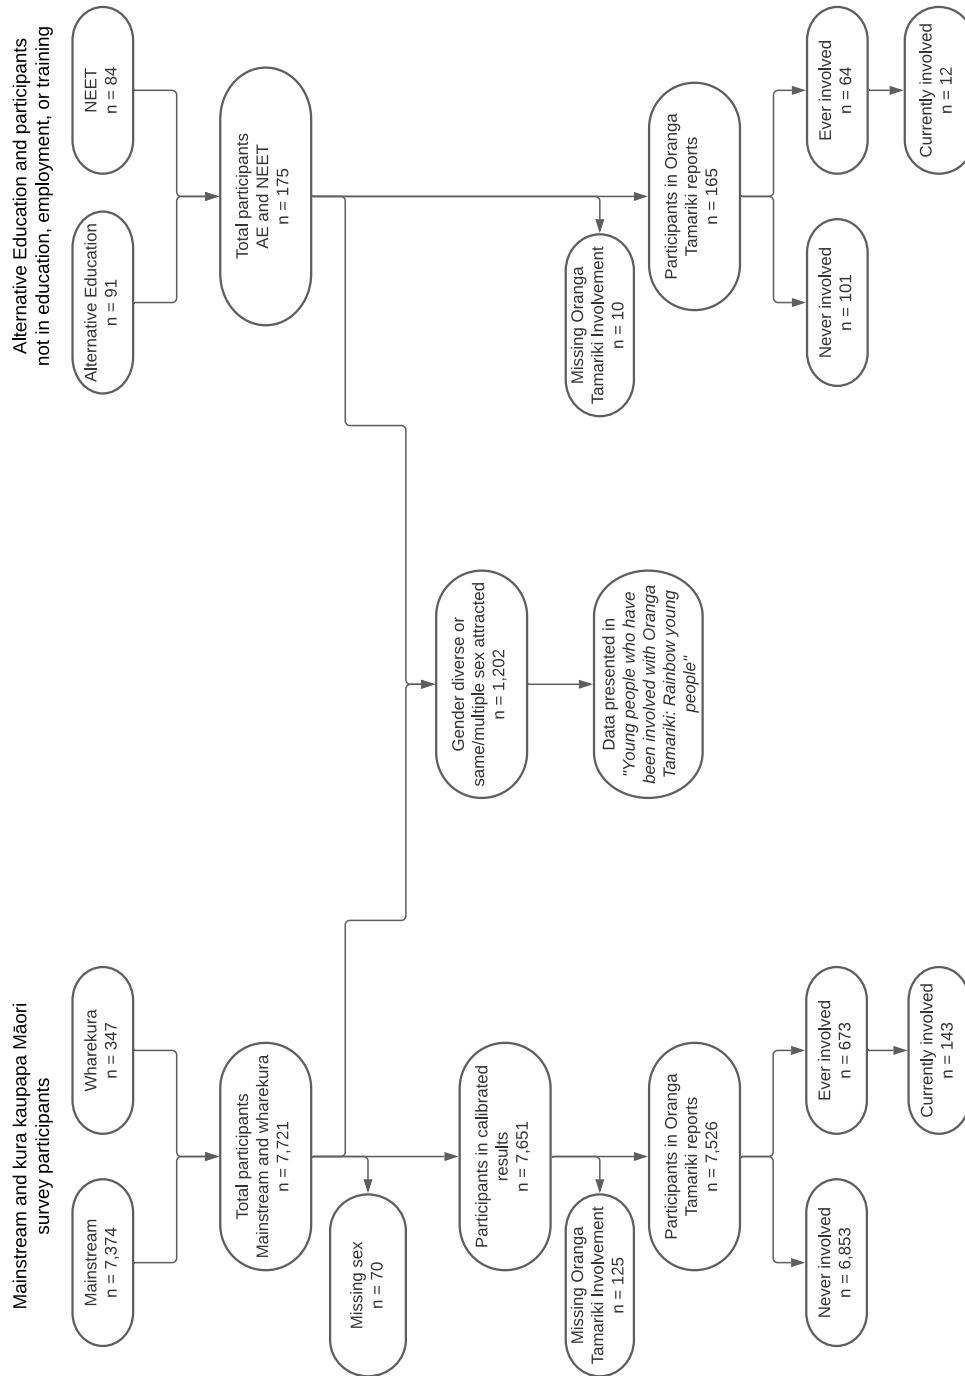 Mainstream and kura kaupapa Māori
survey participants
Mainstream
n = 7,374
Wharekura
n = 347
Total participants
Mainstream and wharekura
n = 7,721
Missing sex
n = 70
Participants in calibrated
results
n = 7,651
Missing Oranga
Tamariki Involvement
n = 125
Participants in Oranga
Tamariki reports
n = 7,526
Never involved
n = 6,853
Ever involved
n = 673
Currently involved
n = 143
Gender diverse or
same/multiple sex attracted
n = 1,202
Data presented in
"Young people who have
been involved with Oranga
Tamariki: Rainbow young
people"
Alternative Education and participants
not in education, employment, or training
Alternative Education
n = 91
NEET
n = 84
Total participants
AE and NEET
n = 175
Missing Oranga
Tamariki Involvement
n = 10
Participants in Oranga
Tamariki reports
n = 165
Never involved
n = 101
Ever involved
n = 64
Currently involved
n = 12